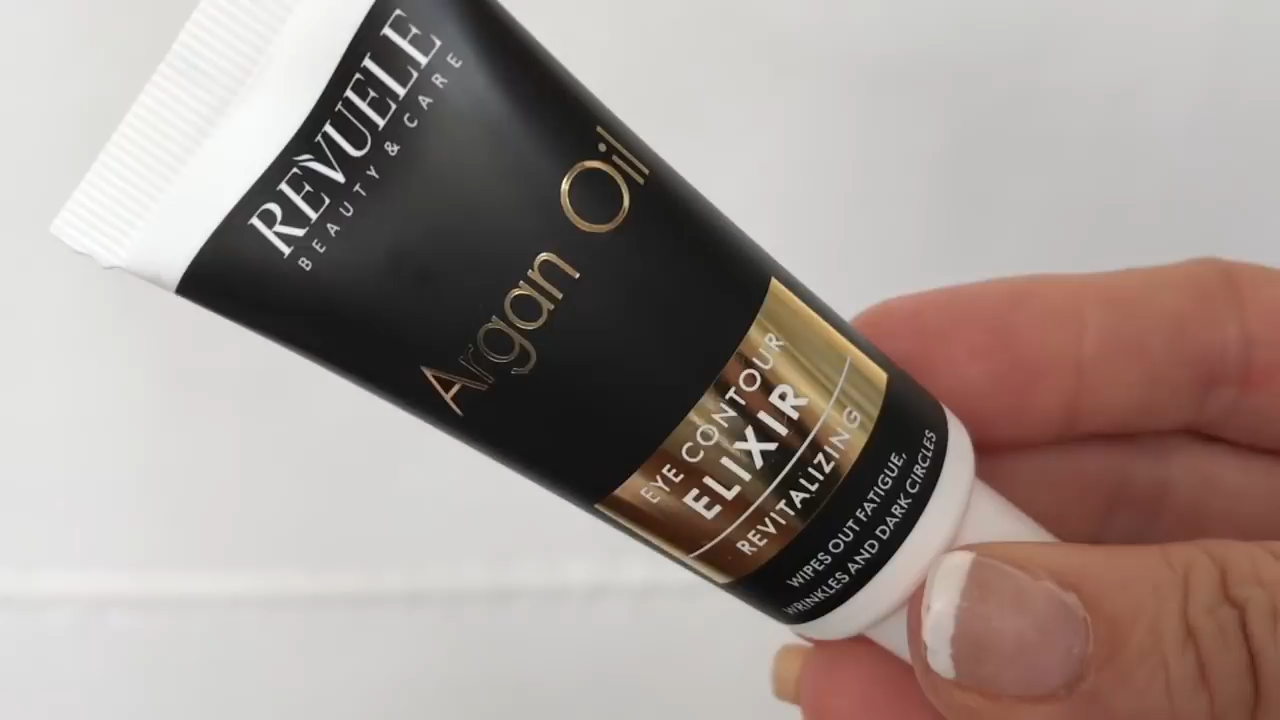 REVUELE
BEAUTY & CARE
Argan Oil
EYE CONTOUR
ELIXIR
REVITALIZING
WIPES OUT FATIGUE,
WRINKLES AND DARK CIRCLES